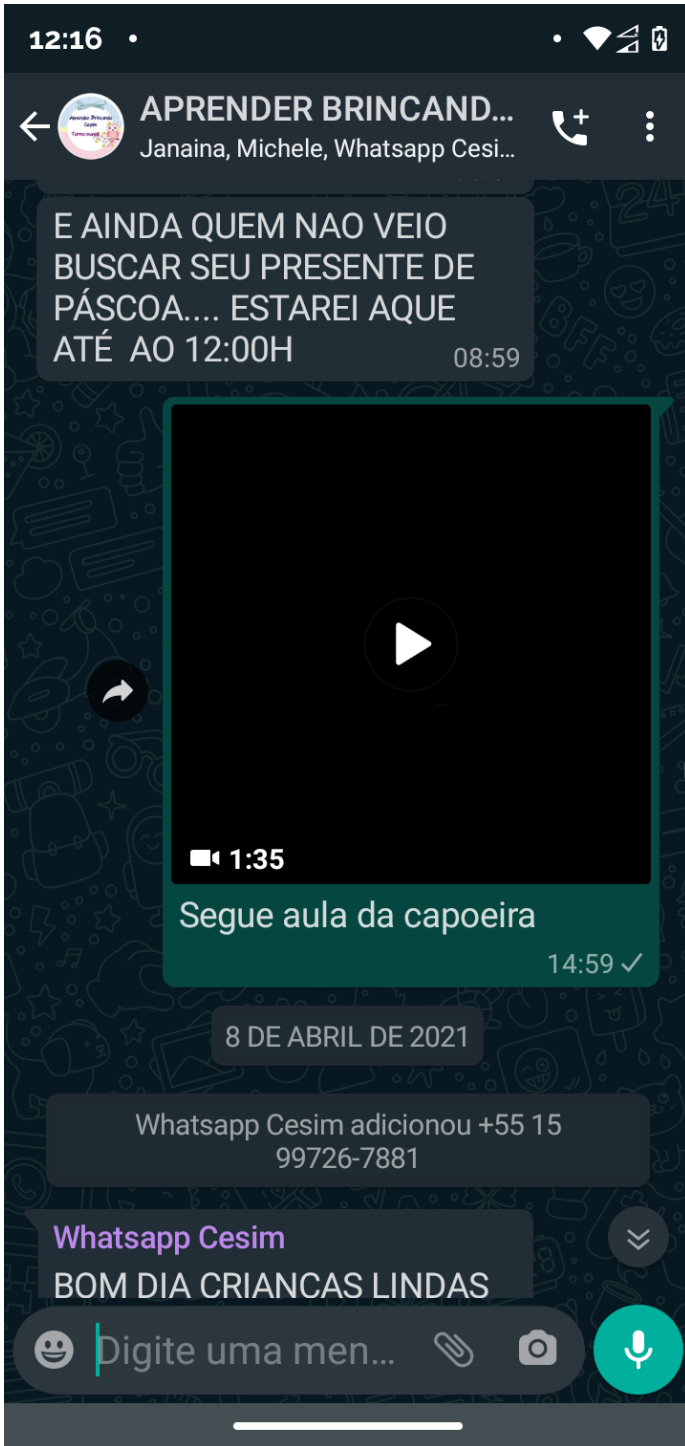 12:16
APRENDER BRINCAND...
Janaina, Michele, Whatsapp Cesi...
E AINDA QUEM NAO VEIO
BUSCAR SEU PRESENTE DE
PÁSCOA.... ESTAREI AQUE
ATÉ AO 12:00H
08:59
1:35
Segue aula da capoeira
14:59
8 DE ABRIL DE 2021
Whatsapp Cesim adicionou +55 15
99726-7881
Whatsapp Cesim
BOM DIA CRIANCAS LINDAS
Digite uma men...